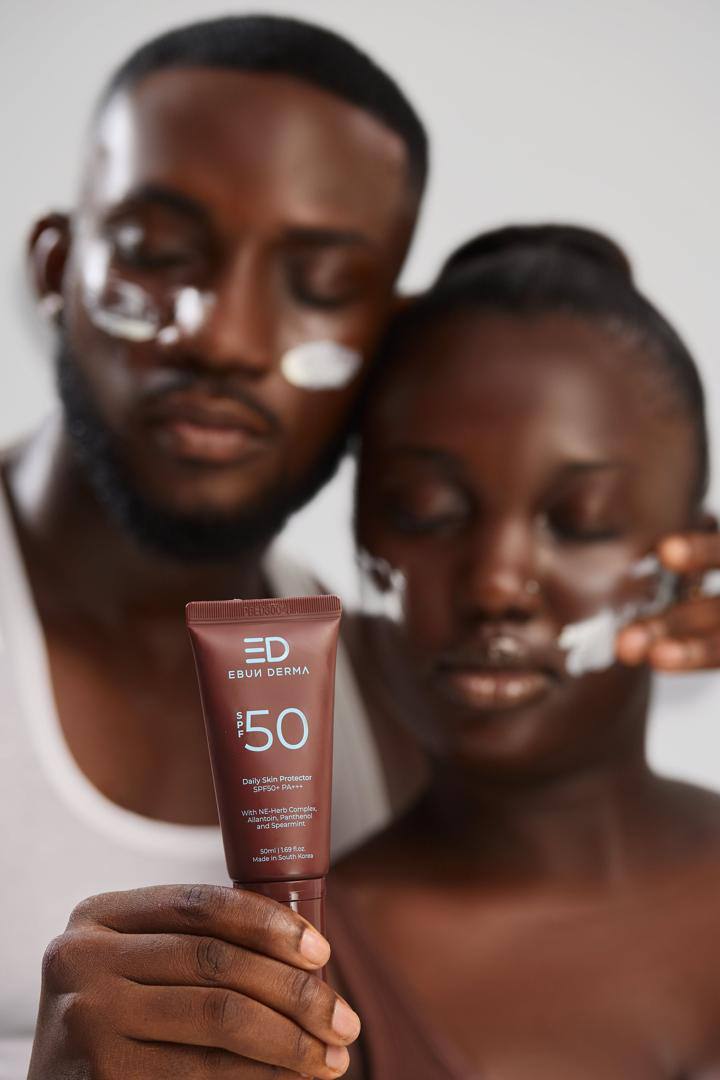 ED
EBUN DERMA
SPF 50
Daily Skin Protector
SPF50+ PA+++
With NE-Herb Complex,
Allantoin, Panthenol
and Spearmint
50ml | 1.69 fl.oz.
Made in South Korea